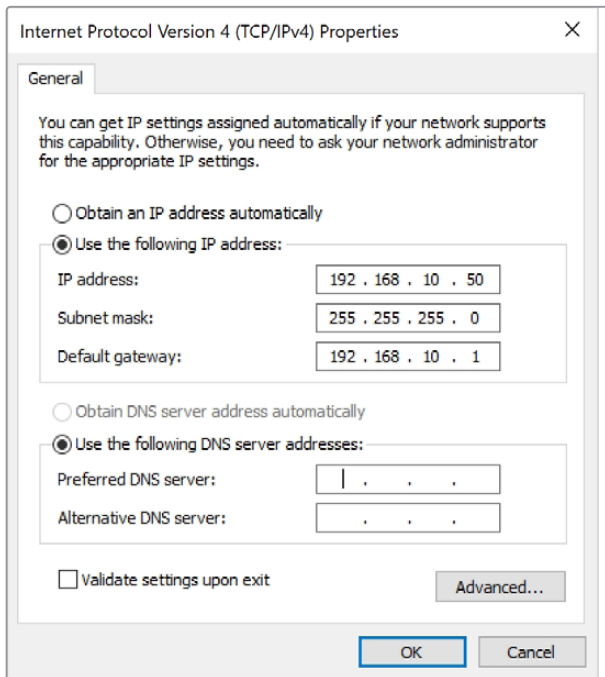 Internet Protocol Version 4 (TCP/IPv4) Properties
General
You can get IP settings assigned automatically if your network supports
this capability. Otherwise, you need to ask your network administrator
for the appropriate IP settings.
Obtain an IP address automatically
Use the following IP address:
IP address: 192 . 168 . 10 . 50
Subnet mask: 255 . 255 . 255 . 0
Default gateway: 192 . 168 . 10 . 1
Obtain DNS server address automatically
Use the following DNS server addresses:
Preferred DNS server: . . .
Alternative DNS server: . . .
Validate settings upon exit
Advanced...
OK Cancel